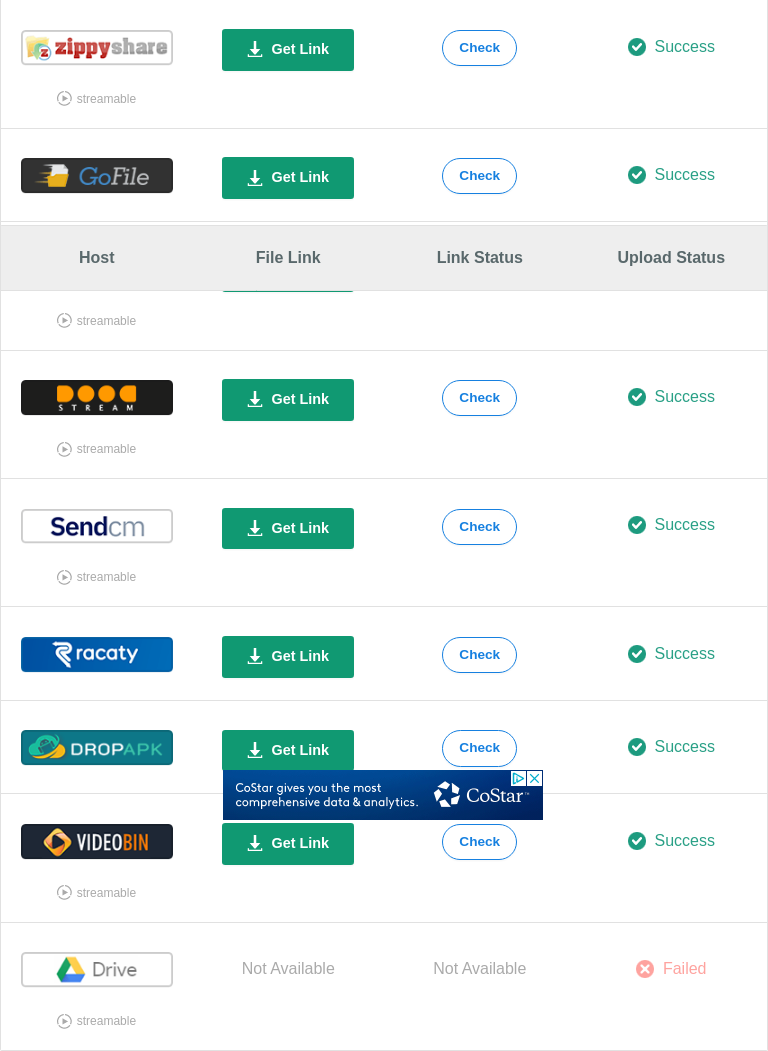 zippyshare Get Link Check Success
streamable
GoFile Get Link Check Success
Host File Link Link Status Upload Status
streamable
DOOD Get Link Check Success
STREAM
streamable
Sendcm Get Link Check Success
streamable
racaty Get Link Check Success
DROPAPK Get Link Check Success
CoStar gives you the most
comprehensive data & analytics.
CoStar™
VIDEOBIN Get Link Check Success
streamable
Drive Not Available Not Available Failed
streamable